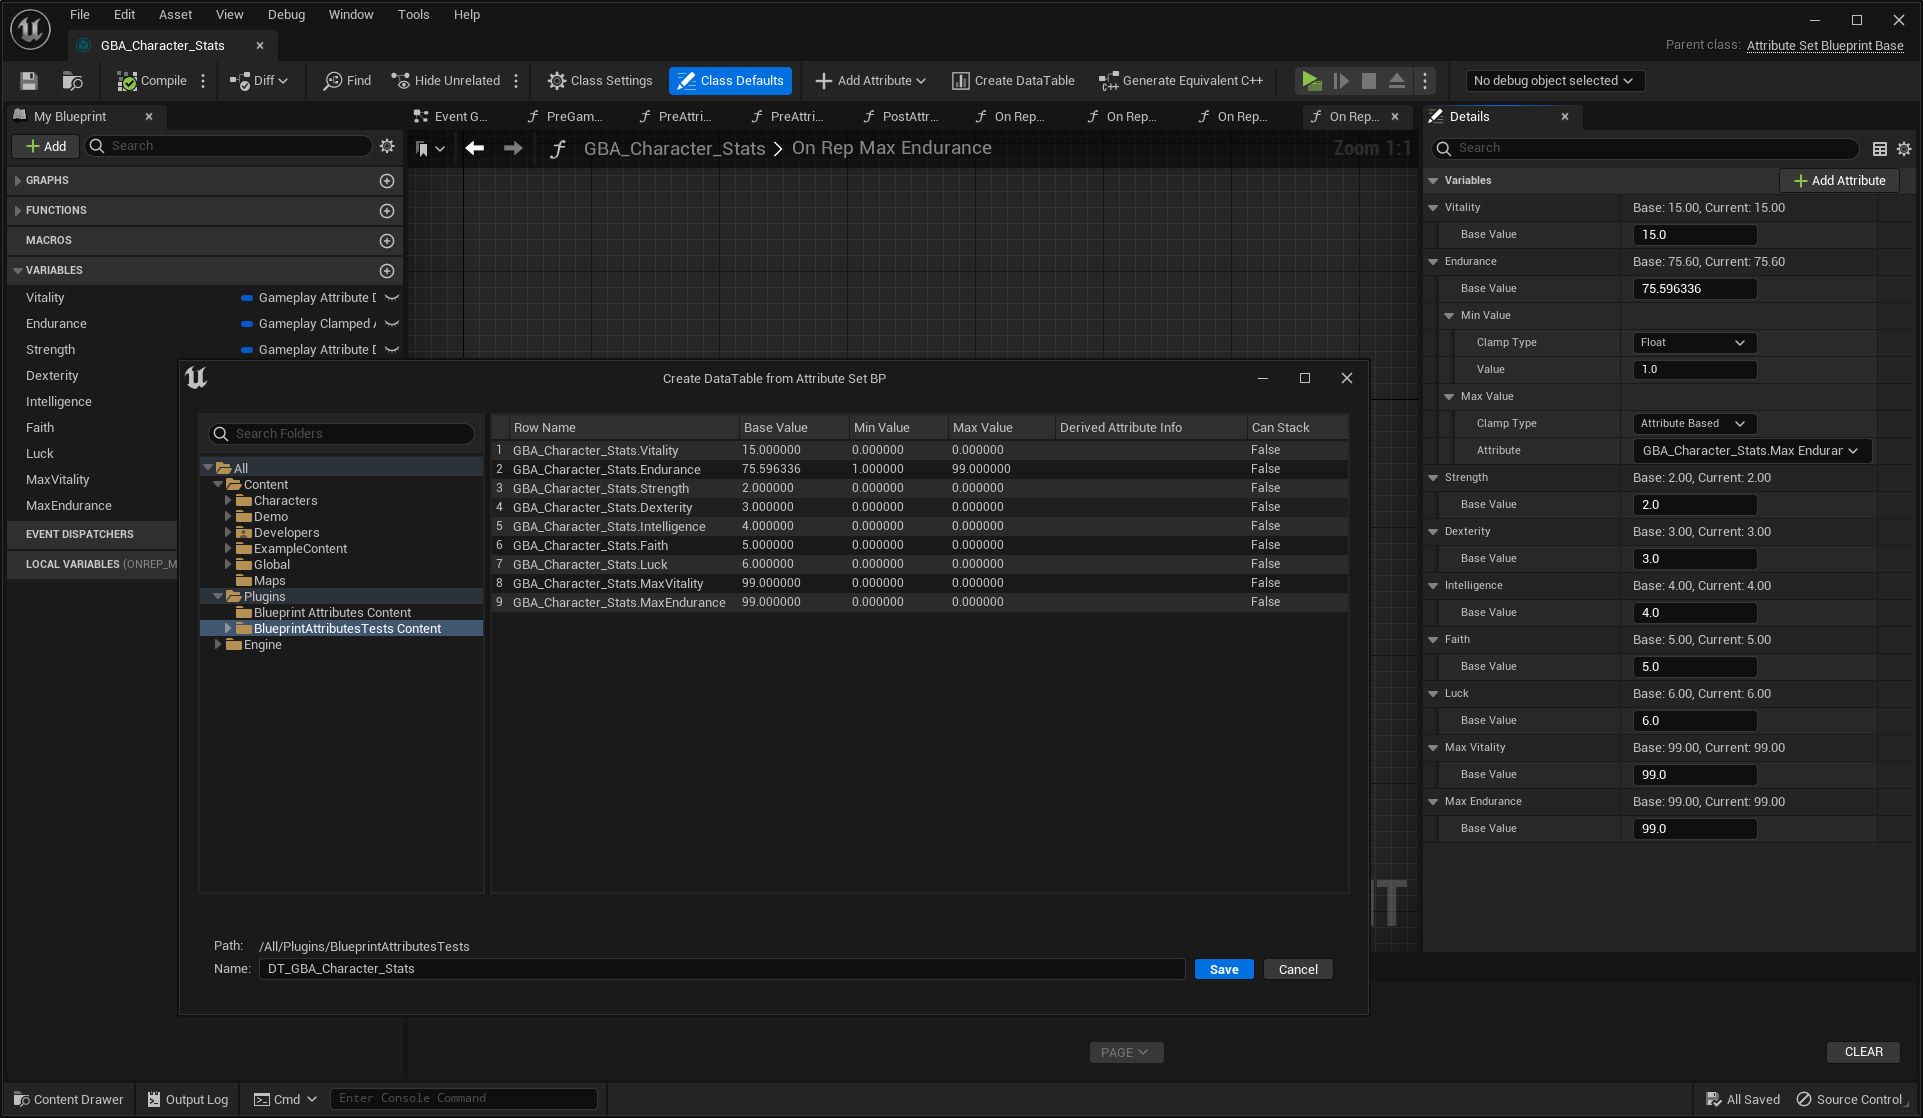 File Edit Asset View Debug Window Tools Help
GBA_Character_Stats
Parent class: Attribute Set Blueprint Base
Compile Diff Find Hide Unrelated Class Settings Class Defaults Add Attribute Create DataTable Generate Equivalent C++ No debug object selected
My Blueprint
Event G... PreGam... PreAttri... PreAttri... PostAttr... On Rep... On Rep... On Rep... On Rep...
Details
Add Search
GBA_Character_Stats > On Rep Max Endurance
Zoom 1:1
Search
GRAPHS
FUNCTIONS
MACROS
VARIABLES
Vitality Gameplay Attribute D
Endurance Gameplay Clamped A
Strength Gameplay Attribute D
Dexterity
Intelligence
Faith
Luck
MaxVitality
MaxEndurance
EVENT DISPATCHERS
LOCAL VARIABLES (ONREP_M
Variables Add Attribute
Vitality Base: 15.00, Current: 15.00
Base Value 15.0
Endurance Base: 75.60, Current: 75.60
Base Value 75.596336
Min Value
Clamp Type Float
Value 1.0
Max Value
Clamp Type Attribute Based
Attribute GBA_Character_Stats.Max Endurar
Strength Base: 2.00, Current: 2.00
Base Value 2.0
Dexterity Base: 3.00, Current: 3.00
Base Value 3.0
Intelligence Base: 4.00, Current: 4.00
Base Value 4.0
Faith Base: 5.00, Current: 5.00
Base Value 5.0
Luck Base: 6.00, Current: 6.00
Base Value 6.0
Max Vitality Base: 99.00, Current: 99.00
Base Value 99.0
Max Endurance Base: 99.00, Current: 99.00
Base Value 99.0
Create DataTable from Attribute Set BP
Search Folders
All
Content
Characters
Demo
Developers
ExampleContent
Global
Maps
Plugins
Blueprint Attributes Content
BlueprintAttributesTests Content
Engine
Row Name Base Value Min Value Max Value Derived Attribute Info Can Stack
1 GBA_Character_Stats.Vitality 15.000000 0.000000 0.000000 False
2 GBA_Character_Stats.Endurance 75.596336 1.000000 99.000000 False
3 GBA_Character_Stats.Strength 2.000000 0.000000 0.000000 False
4 GBA_Character_Stats.Dexterity 3.000000 0.000000 0.000000 False
5 GBA_Character_Stats.Intelligence 4.000000 0.000000 0.000000 False
6 GBA_Character_Stats.Faith 5.000000 0.000000 0.000000 False
7 GBA_Character_Stats.Luck 6.000000 0.000000 0.000000 False
8 GBA_Character_Stats.MaxVitality 99.000000 0.000000 0.000000 False
9 GBA_Character_Stats.MaxEndurance 99.000000 0.000000 0.000000 False
Path: /All/Plugins/BlueprintAttributesTests
Name: DT_GBA_Character_Stats Save Cancel
PAGE CLEAR
Content Drawer Output Log Cmd Enter Console Command All Saved Source Control